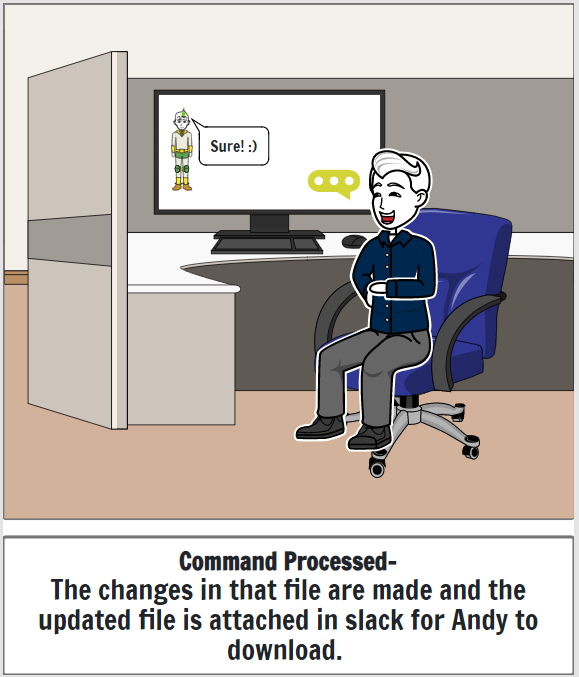 Sure! :)
Command Processed-
The changes in that file are made and the
updated file is attached in slack for Andy to
download.